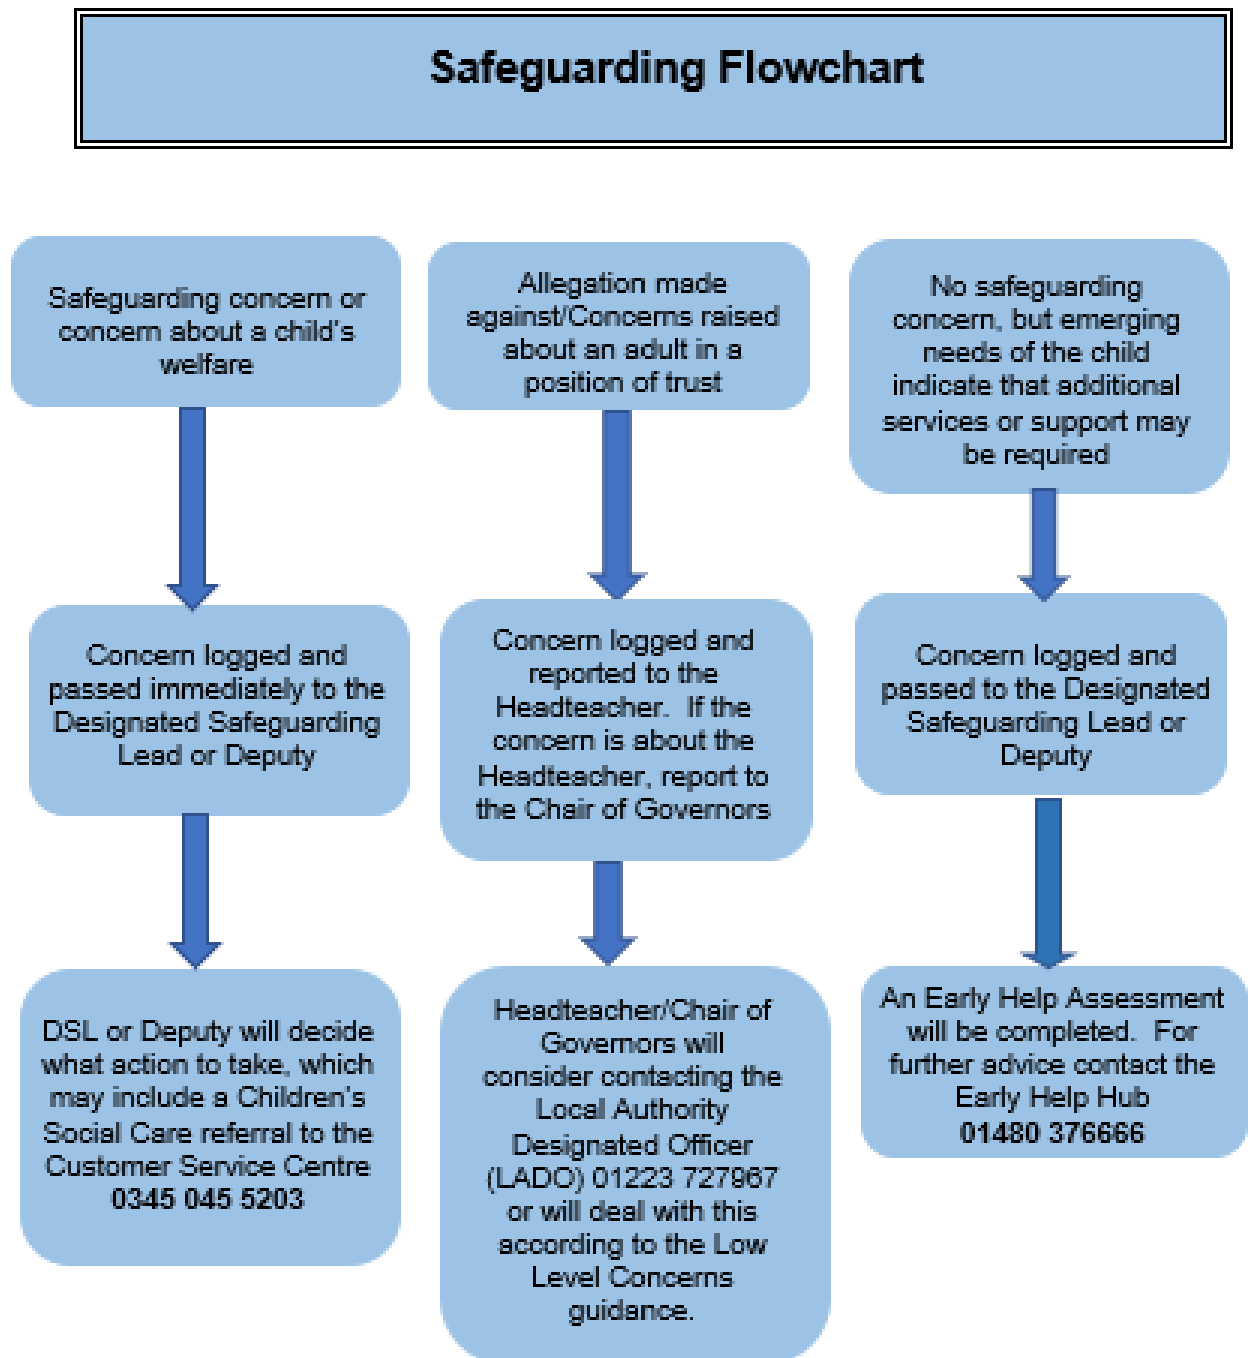 Safeguarding Flowchart
Safeguarding concern or
concern about a child's
welfare
Concern logged and
passed immediately to the
Designated Safeguarding
Lead or Deputy
DSL or Deputy will decide
what action to take, which
may include a Children's
Social Care referral to the
Customer Service Centre
0345 045 5203
Allegation made
against/Concerns raised
about an adult in a
position of trust
Concern logged and
reported to the
Headteacher. If the
concern is about the
Headteacher, report to
the Chair of Governors
Headteacher/Chair of
Governors will
consider contacting the
Local Authority
Designated Officer
(LADO) 01223 727967
or will deal with this
according to the Low
Level Concerns
guidance.
No safeguarding
concern, but emerging
needs of the child
indicate that additional
services or support may
be required
Concern logged and
passed to the Designated
Safeguarding Lead or
Deputy
An Early Help Assessment
will be completed. For
further advice contact the
Early Help Hub
01480 376666